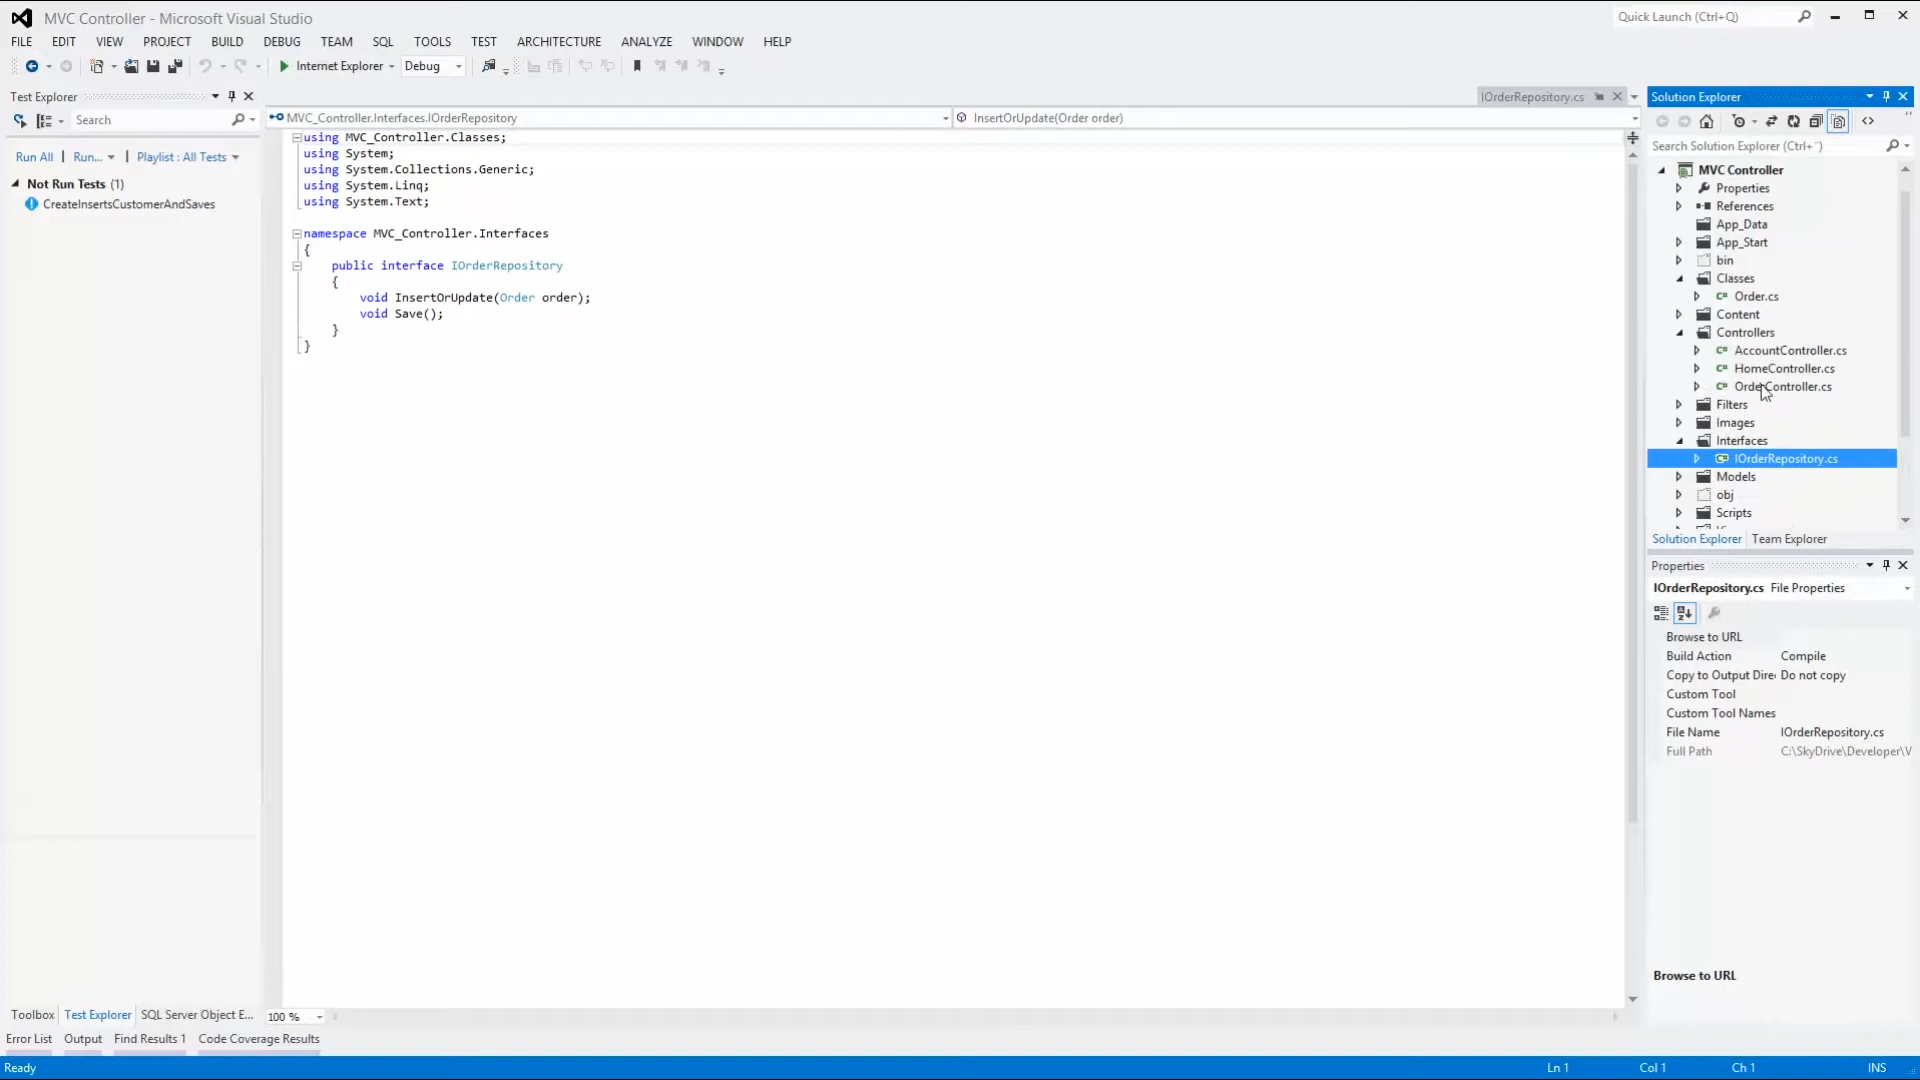 MVC Controller - Microsoft Visual Studio
Quick Launch (Ctrl+Q)
FILE EDIT VIEW PROJECT BUILD DEBUG TEAM SQL TOOLS TEST ARCHITECTURE ANALYZE WINDOW HELP
Internet Explorer Debug
Test Explorer
Search
Run All Run... Playlist : All Tests
Not Run Tests (1)
CreateInsertsCustomerAndSaves
IOrderRepository.cs
MVC_Controller.Interfaces.IOrderRepository
InsertOrUpdate(Order order)
using MVC_Controller.Classes;
using System;
using System.Collections.Generic;
using System.Linq;
using System.Text;
namespace MVC_Controller.Interfaces
{
public interface IOrderRepository
{
void InsertOrUpdate(Order order);
void Save();
}
}
Solution Explorer
Search Solution Explorer (Ctrl+¨)
MVC Controller
Properties
References
App_Data
App_Start
bin
Classes
Order.cs
Content
Controllers
AccountController.cs
HomeController.cs
OrderController.cs
Filters
Images
Interfaces
IOrderRepository.cs
Models
obj
Scripts
Solution Explorer Team Explorer
Properties
IOrderRepository.cs File Properties
Browse to URL
Build Action Compile
Copy to Output Dire Do not copy
Custom Tool
Custom Tool Names
File Name IOrderRepository.cs
Full Path C:\SkyDrive\Developer\V
Browse to URL
Toolbox Test Explorer SQL Server Object E...
100 %
Error List Output Find Results 1 Code Coverage Results
Ready
Ln 1 Col 1 Ch 1 INS